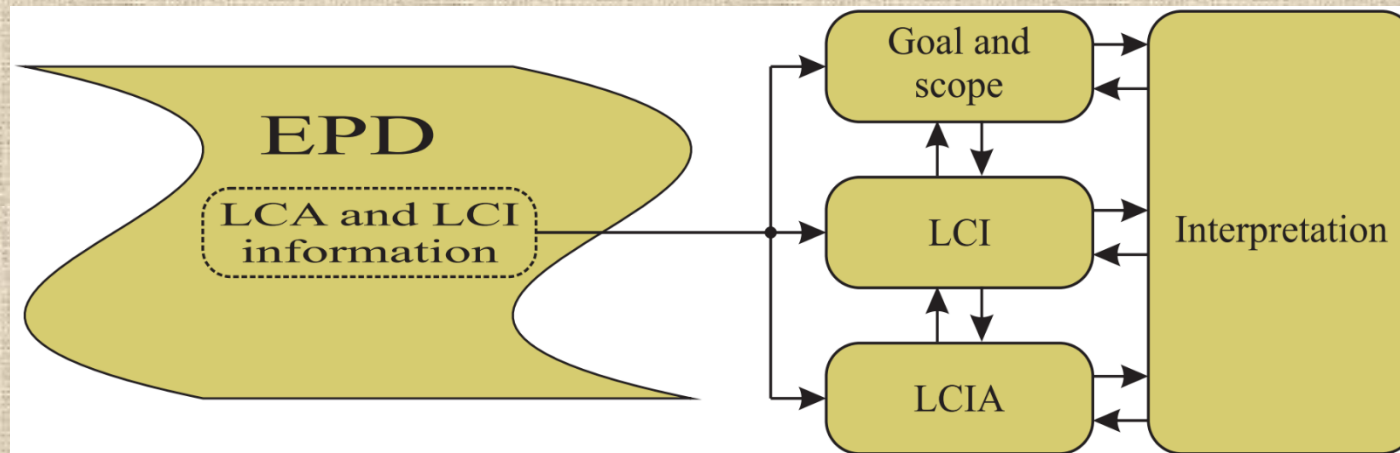 EPD
LCA and LCI
information
Goal and
scope
LCI
LCIA
Interpretation